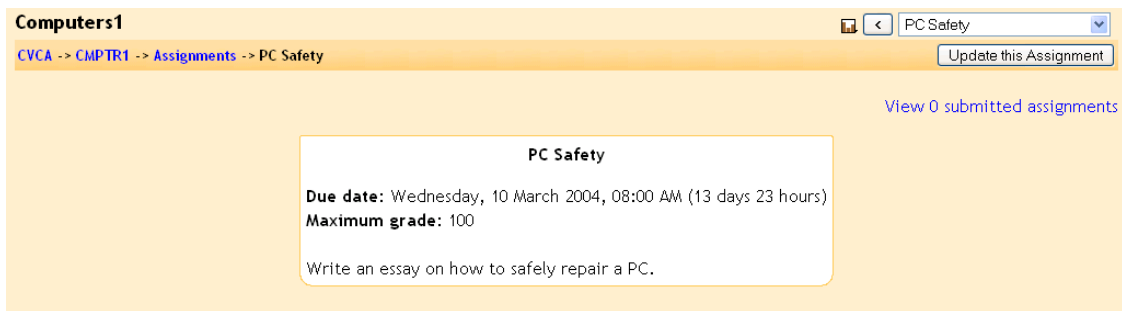 Computers1
< PC Safety
CVCA -> CMPTR1 -> Assignments -> PC Safety
Update this Assignment
View 0 submitted assignments
PC Safety
Due date: Wednesday, 10 March 2004, 08:00 AM (13 days 23 hours)
Maximum grade: 100
Write an essay on how to safely repair a PC.